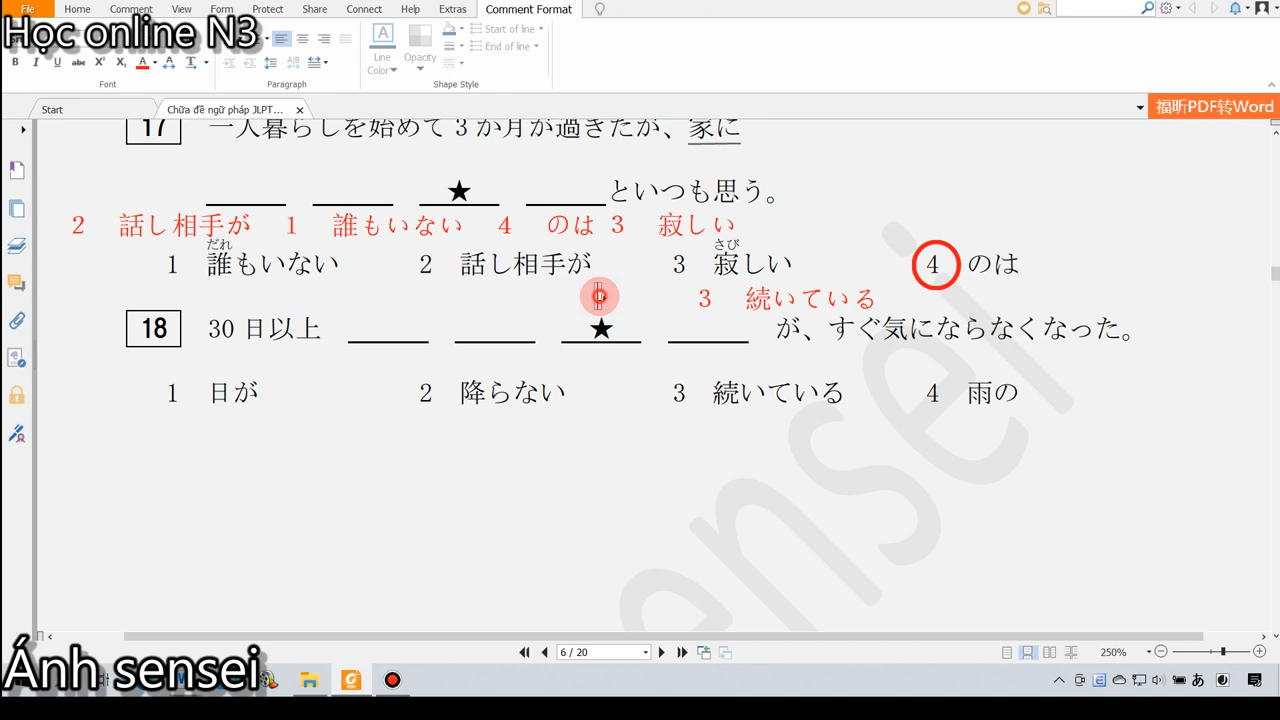 File Home Comment View Form Protect Share Connect Help Extras Comment Format
Học online N3
Line Color Opacity Start of line End of line
Font Paragraph Shape Style
Start Chữa đề ngữ pháp JLPT... 福昕PDF转Word
17 一人暮らしを始めて3か月が過ぎたが、家に
★ といつも思う。
2 話し相手が 1 誰もいない 4 のは 3 寂しい
だれ さび
1 誰もいない 2 話し相手が 3 寂しい 4 のは
3 続いている
18 30日以上 ★ が、すぐ気にならなくなった。
1 日が 2 降らない 3 続いている 4 雨の
ensei
6 / 20 250%
Ánh sensei